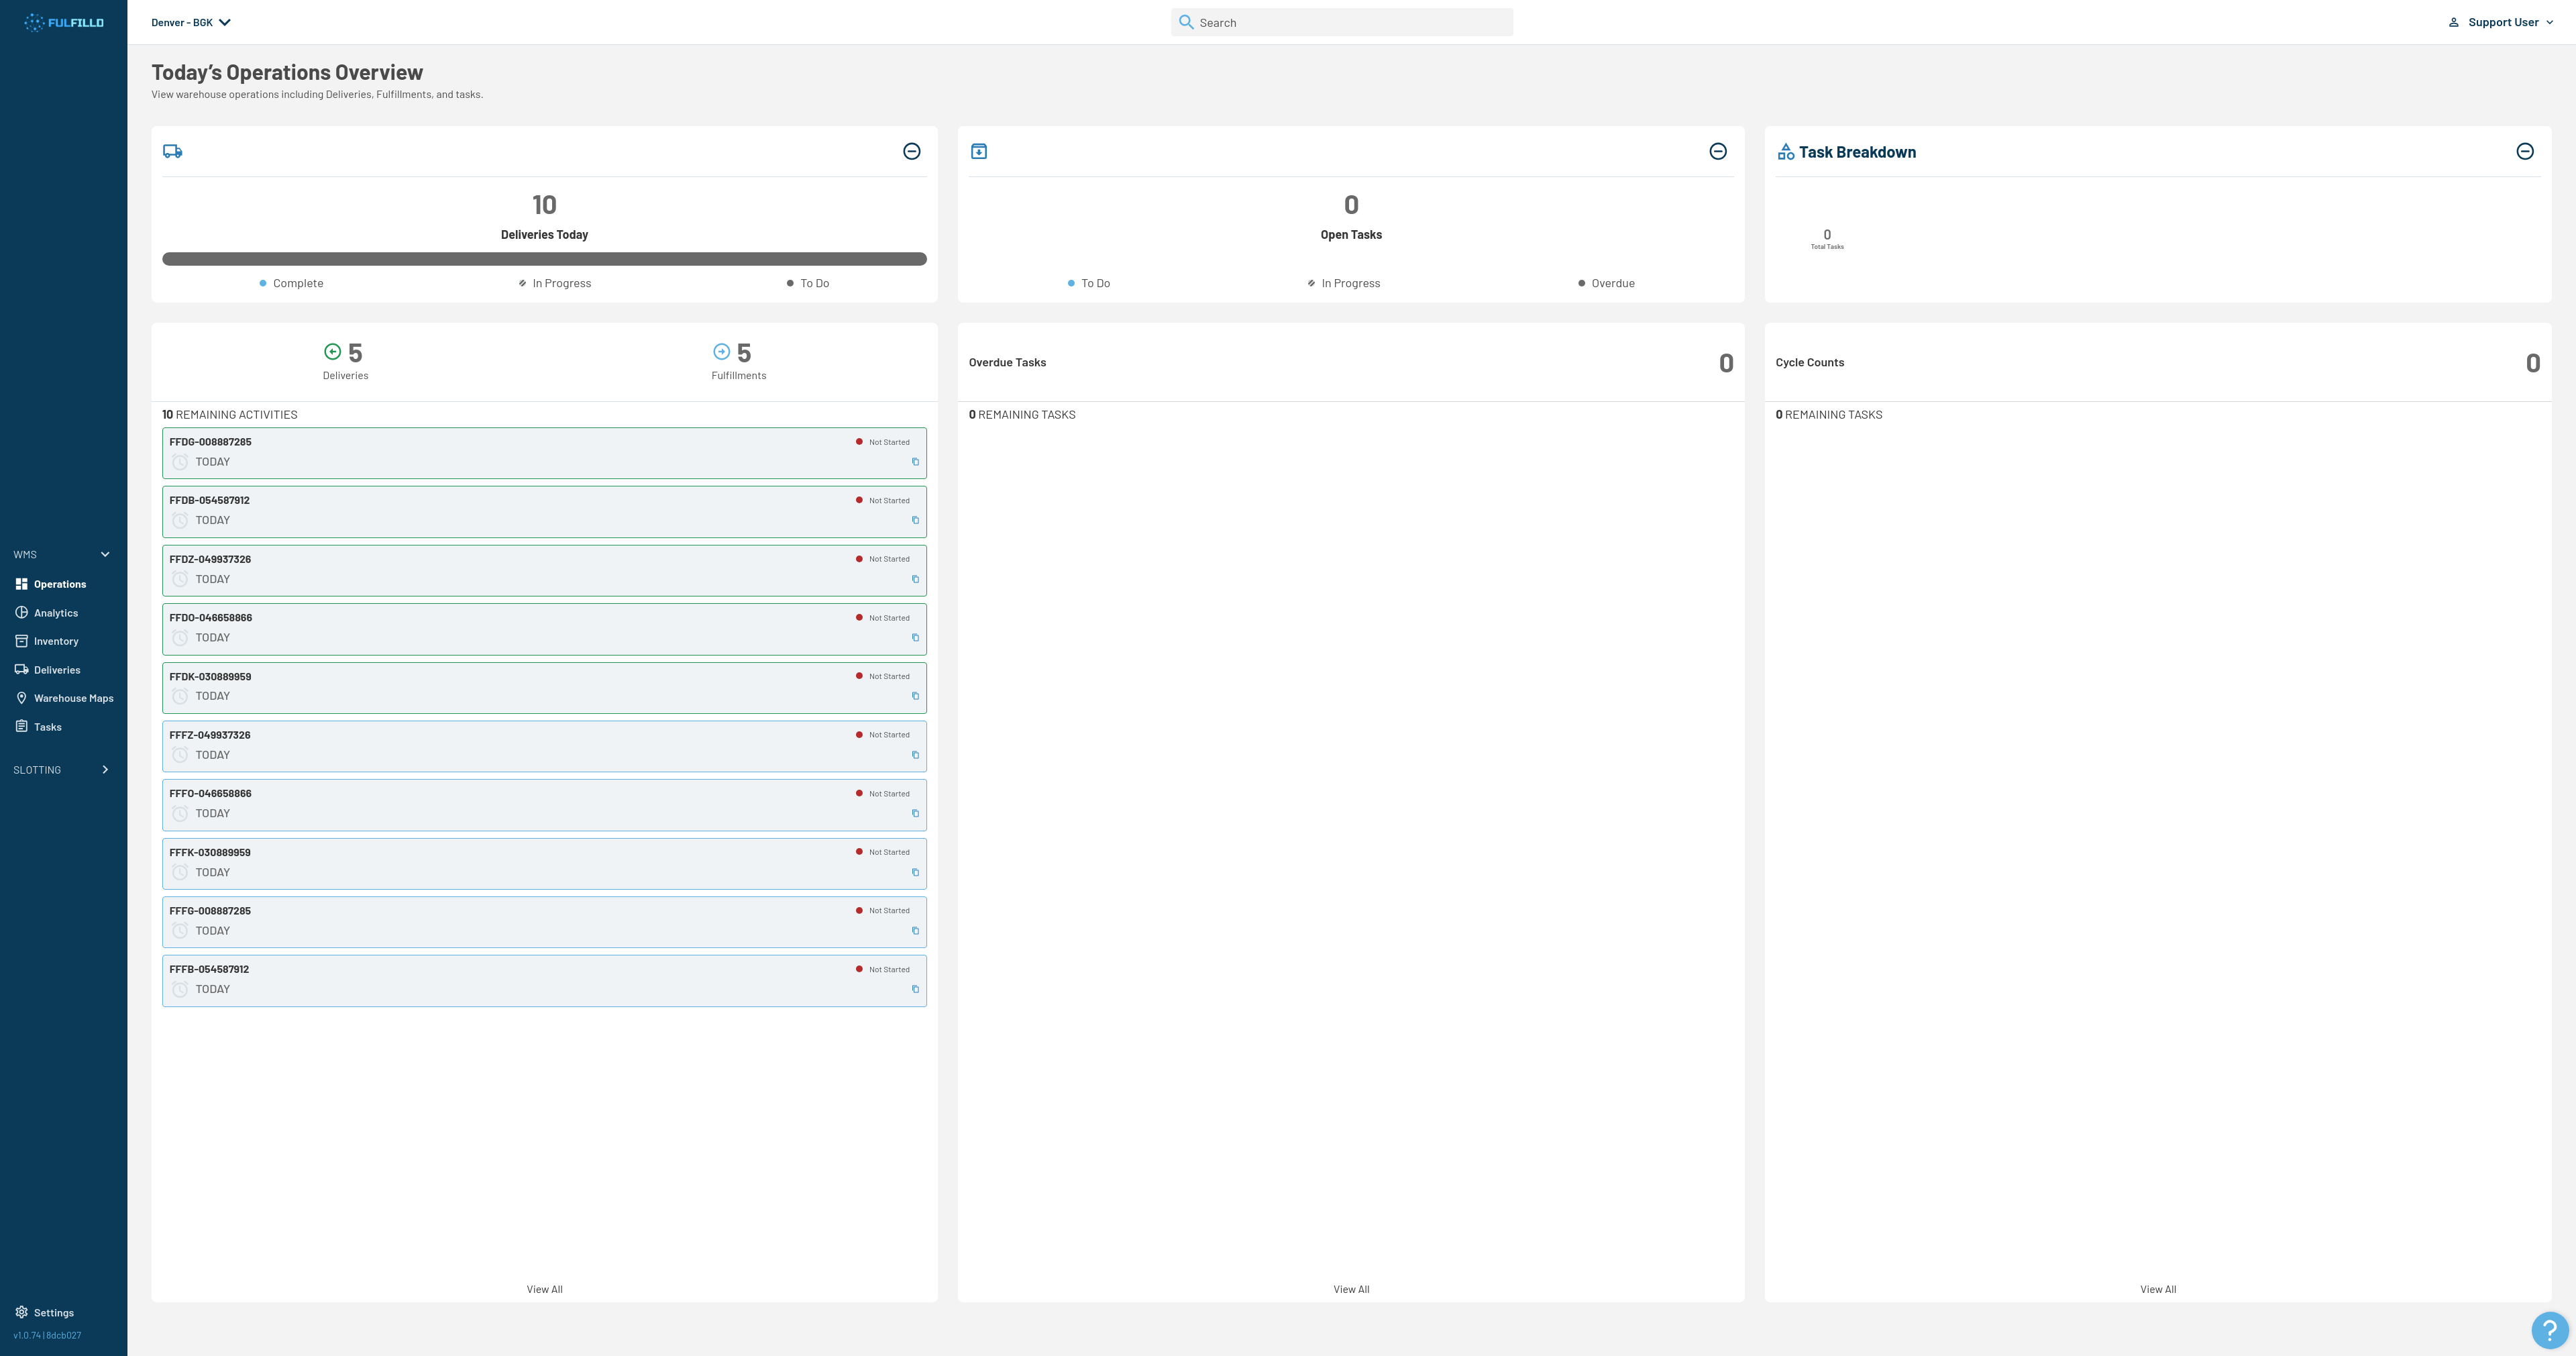 FULFILLD
Denver - BGK
Search
Support User
Today’s Operations Overview
View warehouse operations including Deliveries, Fulfillments, and tasks.
10
Deliveries Today
Complete
In Progress
To Do
0
Open Tasks
To Do
In Progress
Overdue
Task Breakdown
0
Total Tasks
5
Deliveries
5
Fulfillments
10 REMAINING ACTIVITIES
FFDG-008887285
Not Started
TODAY
FFDB-054587912
Not Started
TODAY
FFDZ-049937326
Not Started
TODAY
FFDO-046658866
Not Started
TODAY
FFDK-030889959
Not Started
TODAY
FFFZ-049937326
Not Started
TODAY
FFFO-046658866
Not Started
TODAY
FFFK-030889959
Not Started
TODAY
FFFG-008887285
Not Started
TODAY
FFFB-054587912
Not Started
TODAY
View All
Overdue Tasks
0
0 REMAINING TASKS
View All
Cycle Counts
0
0 REMAINING TASKS
View All
WMS
Operations
Analytics
Inventory
Deliveries
Warehouse Maps
Tasks
SLOTTING
Settings
v1.0.74 | 8dcb027
?